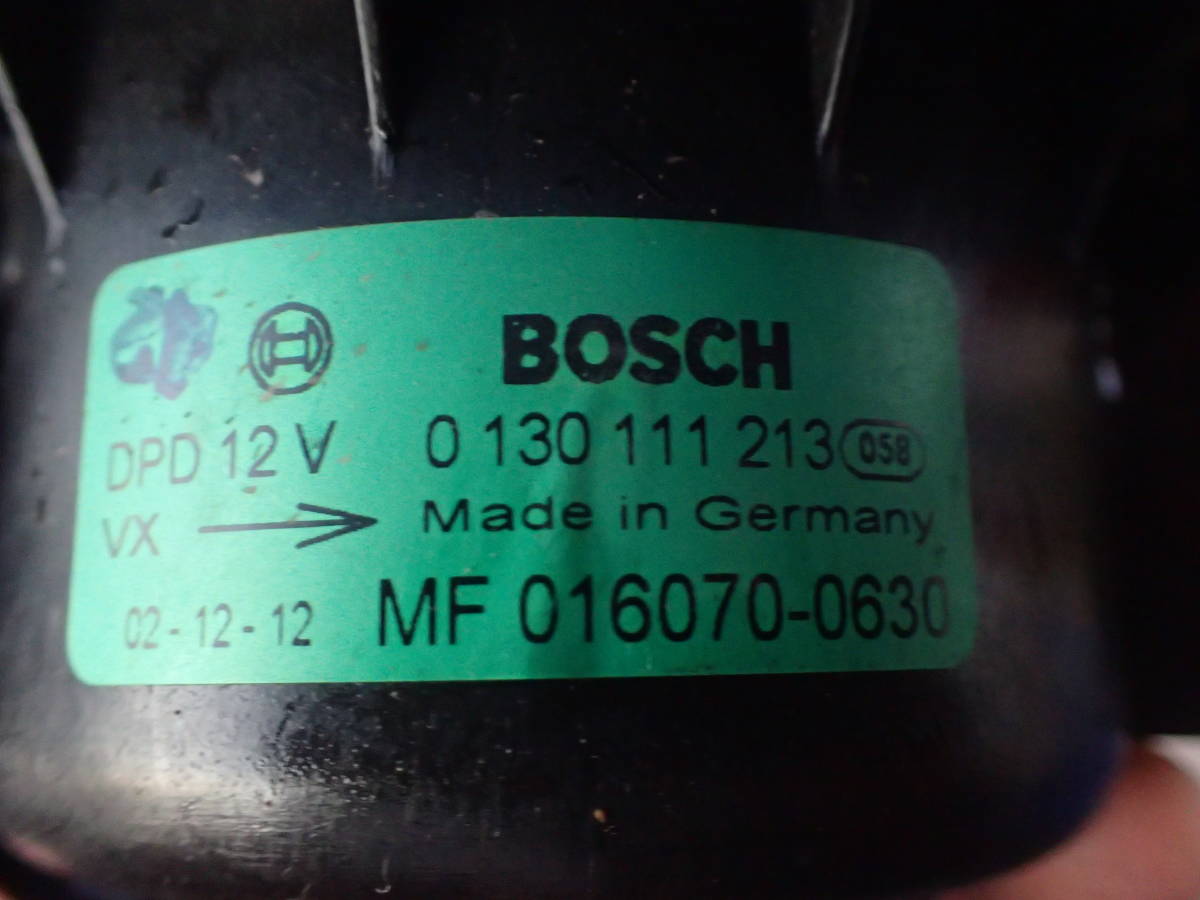 BOSCH
DPD 12 V 0 130 111 213 058
VX Made in Germany
02-12-12 MF 016070-0630